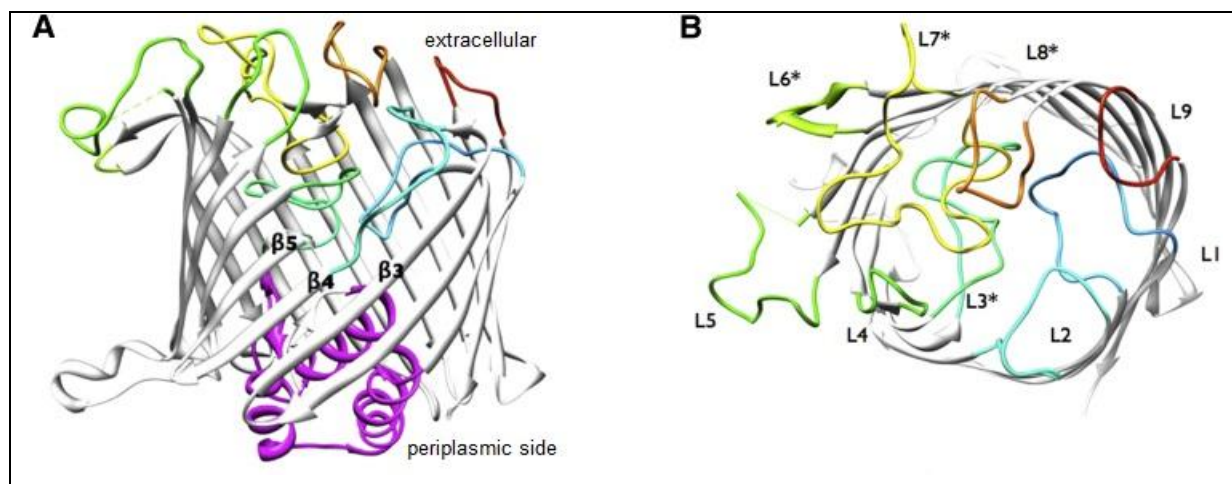 A
extracellular
β5
β4
β3
periplasmic side
B
L7*
L8*
L6*
L9
L1
L5
L4
L3*
L2